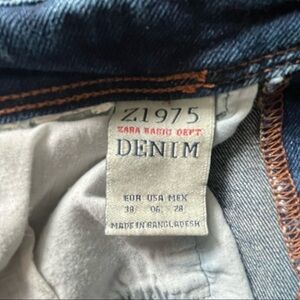 Z1975
ZARA BASIC DEPT.
DENIM
EUR USA MEX
38 06 28
MADE IN BANGLADESH